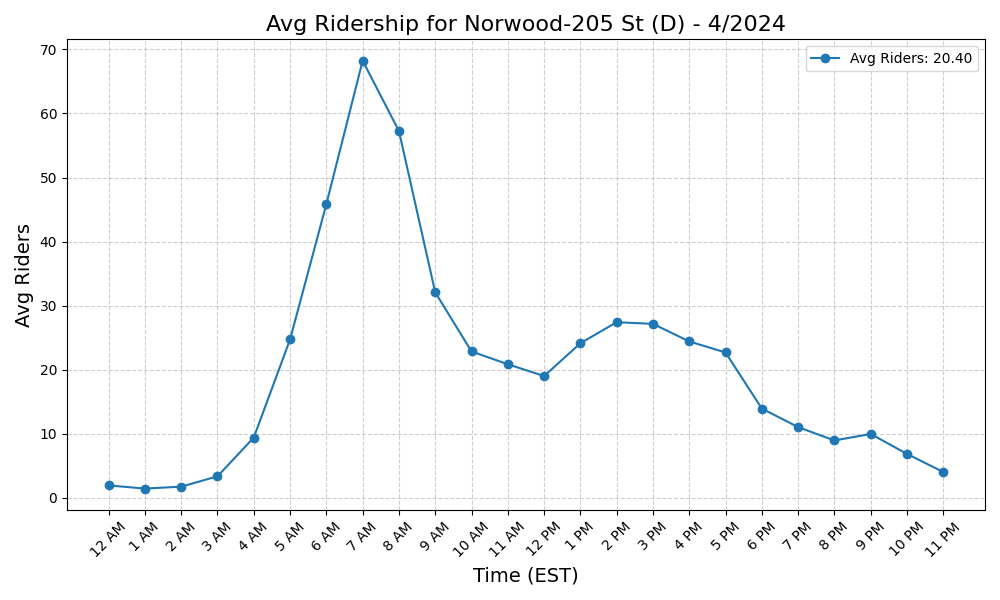 Avg Ridership for Norwood-205 St (D) - 4/2024
Avg Riders: 20.40
Avg Riders
70
60
50
40
30
20
10
0
12 AM
1 AM
2 AM
3 AM
4 AM
5 AM
6 AM
7 AM
8 AM
9 AM
10 AM
11 AM
12 PM
1 PM
2 PM
3 PM
4 PM
5 PM
6 PM
7 PM
8 PM
9 PM
10 PM
11 PM
Time (EST)